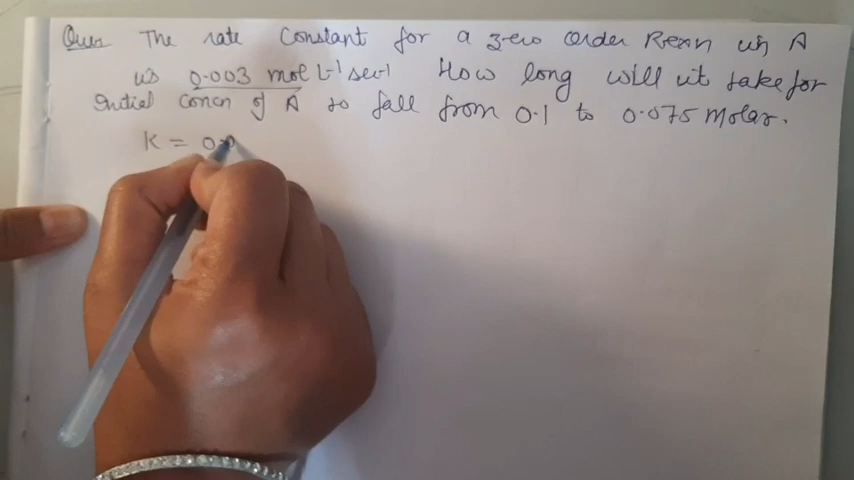 Ques The rate Constant for a zero order Rexn in A
is 0.003 mol L-1 sec-1 How long will it take for
initial concn of A to fall from 0.1 to 0.075 Molar.
K = 0.0